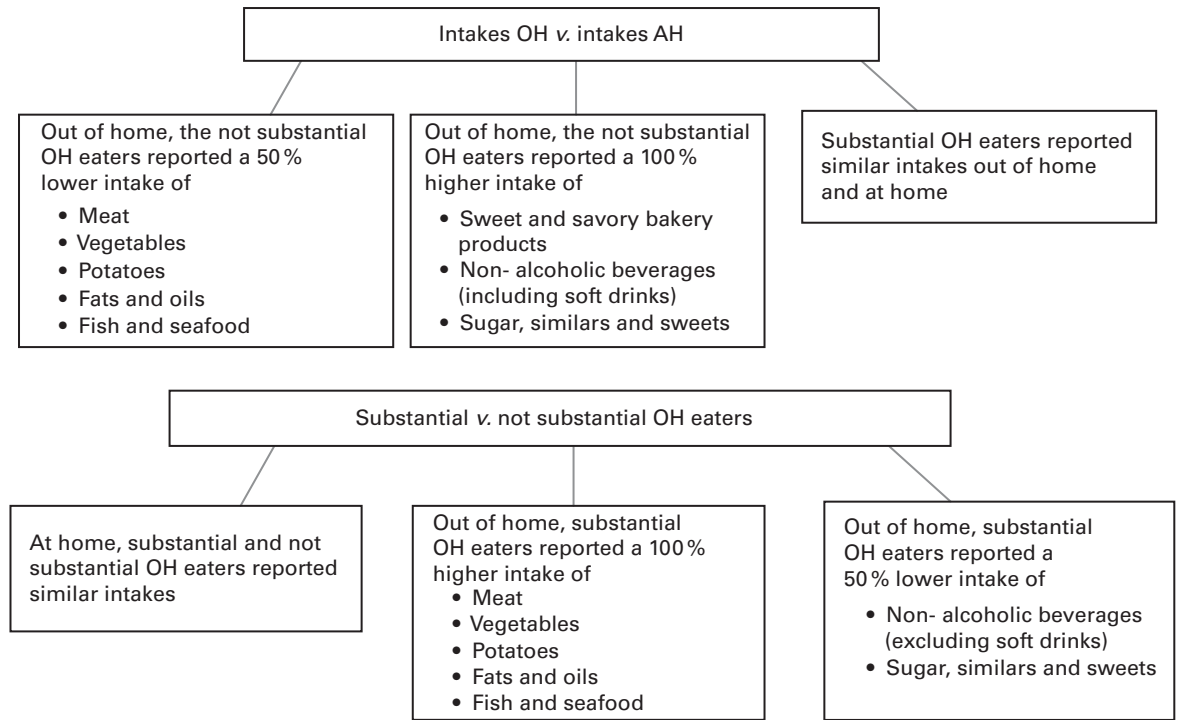 Intakes OH v. intakes AH
Out of home, the not substantial
OH eaters reported a 50 %
lower intake of
• Meat
• Vegetables
• Potatoes
• Fats and oils
• Fish and seafood
Out of home, the not substantial
OH eaters reported a 100 %
higher intake of
• Sweet and savory bakery
products
• Non- alcoholic beverages
(including soft drinks)
• Sugar, similars and sweets
Substantial OH eaters reported
similar intakes out of home
and at home
Substantial v. not substantial OH eaters
At home, substantial and not
substantial OH eaters reported
similar intakes
Out of home, substantial
OH eaters reported a 100 %
higher intake of
• Meat
• Vegetables
• Potatoes
• Fats and oils
• Fish and seafood
Out of home, substantial
OH eaters reported a
50 % lower intake of
• Non- alcoholic beverages
(excluding soft drinks)
• Sugar, similars and sweets